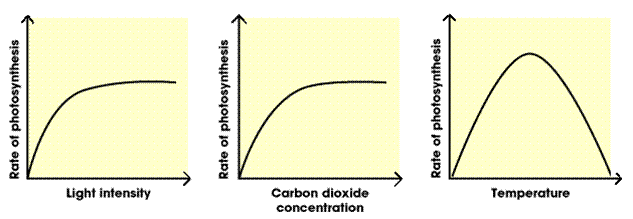 Rate of photosynthesis
Light intensity
Rate of photosynthesis
Carbon dioxide
concentration
Rate of photosynthesis
Temperature